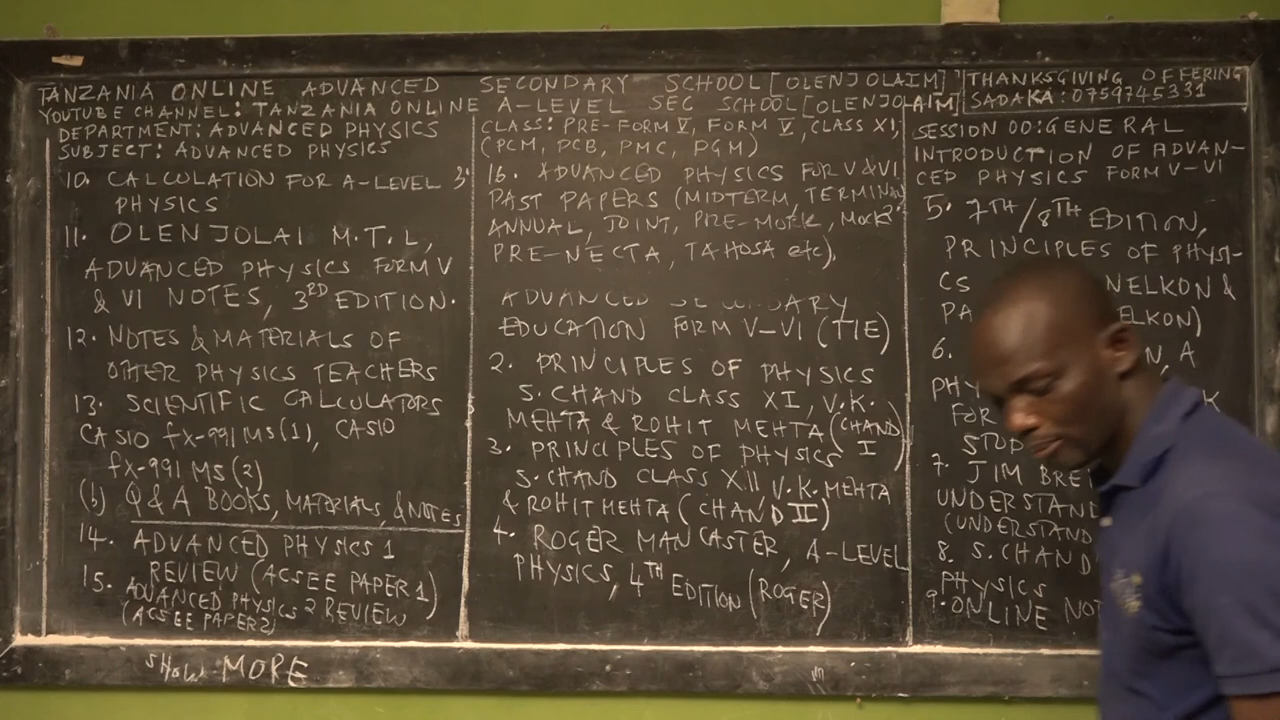 TANZANIA ONLINE ADVANCED SECONDARY SCHOOL [OLENJOLAIM]
YOUTUBE CHANNEL: TANZANIA ONLINE A-LEVEL SEC SCHOOL [OLENJOLAIM]
THANKSGIVING OFFERING
SADAKA: 0759745331
DEPARTMENT: ADVANCED PHYSICS
SUBJECT: ADVANCED PHYSICS
10. CALCULATION FOR A-LEVEL
PHYSICS
11. OLENJOLAI M.T.L,
ADVANCED PHYSICS FORM V
& VI NOTES, 3RD EDITION.
12. NOTES & MATERIALS OF
OTHER PHYSICS TEACHERS
13. SCIENTIFIC CALCULATORS
CASIO fx-991MS(1), CASIO
fx-991MS(2)
(b) Q & A BOOKS, MATERIALS, & NOTES
14. ADVANCED PHYSICS 1
REVIEW (ACSEE PAPER 1)
15. ADVANCED PHYSICS 2 REVIEW
(ACSEE PAPER 2)
CLASS: PRE-FORM V, FORM V, CLASS XI,
(PCM, PCB, PMC, PGM)
16. ADVANCED PHYSICS FOR V & VI
PAST PAPERS (MIDTERM, TERMINAL
ANNUAL, JOINT, PRE-MOCK, MOCK
PRE-NECTA, TAHOSA etc).
ADVANCED SECONDARY
EDUCATION FORM V-VI (TIE)
2. PRINCIPLES OF PHYSICS
S. CHAND CLASS XI, V.K.
MEHTA & ROHIT MEHTA (CHAND
I)
3. PRINCIPLES OF PHYSICS
S. CHAND CLASS XII V.K. MEHTA
& ROHIT MEHTA (CHAND II)
4. ROGER MANCASTER, A-LEVEL
PHYSICS, 4TH EDITION (ROGER)
SESSION 00: GENERAL
INTRODUCTION OF ADVAN-
CED PHYSICS FORM V-VI
5. 7TH/8TH EDITION,
PRINCIPLES OF PHYSI-
CS NELKON &
PA ELKON)
6. N, A
PHY K
FOR
STOD
7. JIM BRE
UNDERSTAND
(UNDERSTAND
8. S. CHAND
PHYSICS
9. ONLINE NOT
SHOW MORE